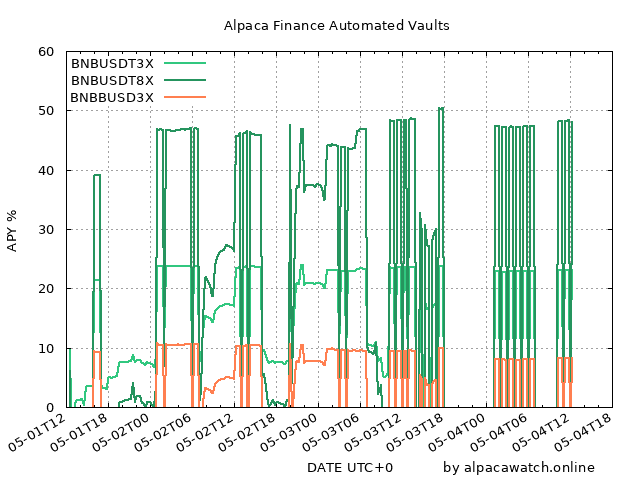 Alpaca Finance Automated Vaults
60
50
40
30
20
10
0
APY %
BNBUSDT3X
BNBUSDT8X
BNBBUSD3X
05-01T12
05-01T18
05-02T00
05-02T06
05-02T12
05-02T18
05-03T00
05-03T06
05-03T12
05-03T18
05-04T00
05-04T06
05-04T12
05-04T18
DATE UTC+0
by alpacawatch.online